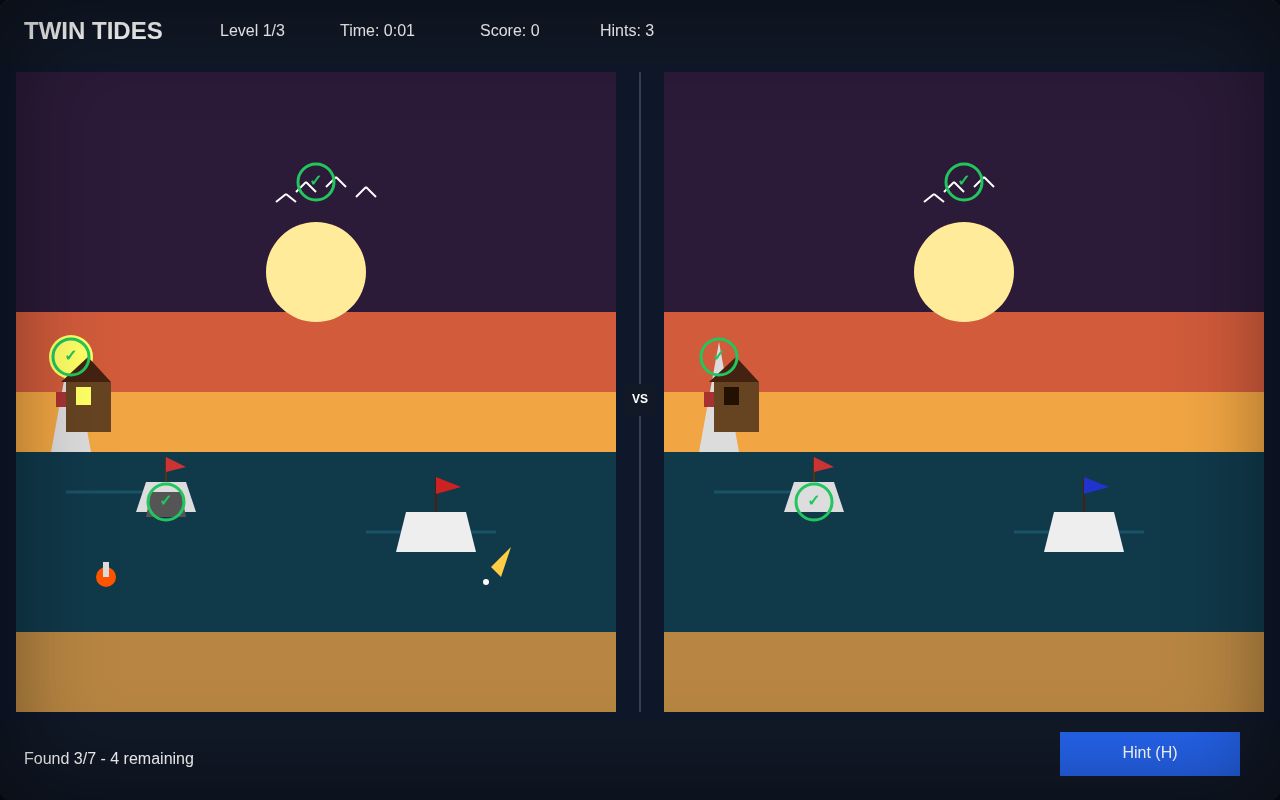 TWIN TIDES
Level 1/3
Time: 0:01
Score: 0
Hints: 3
VS
Found 3/7 - 4 remaining
Hint (H)